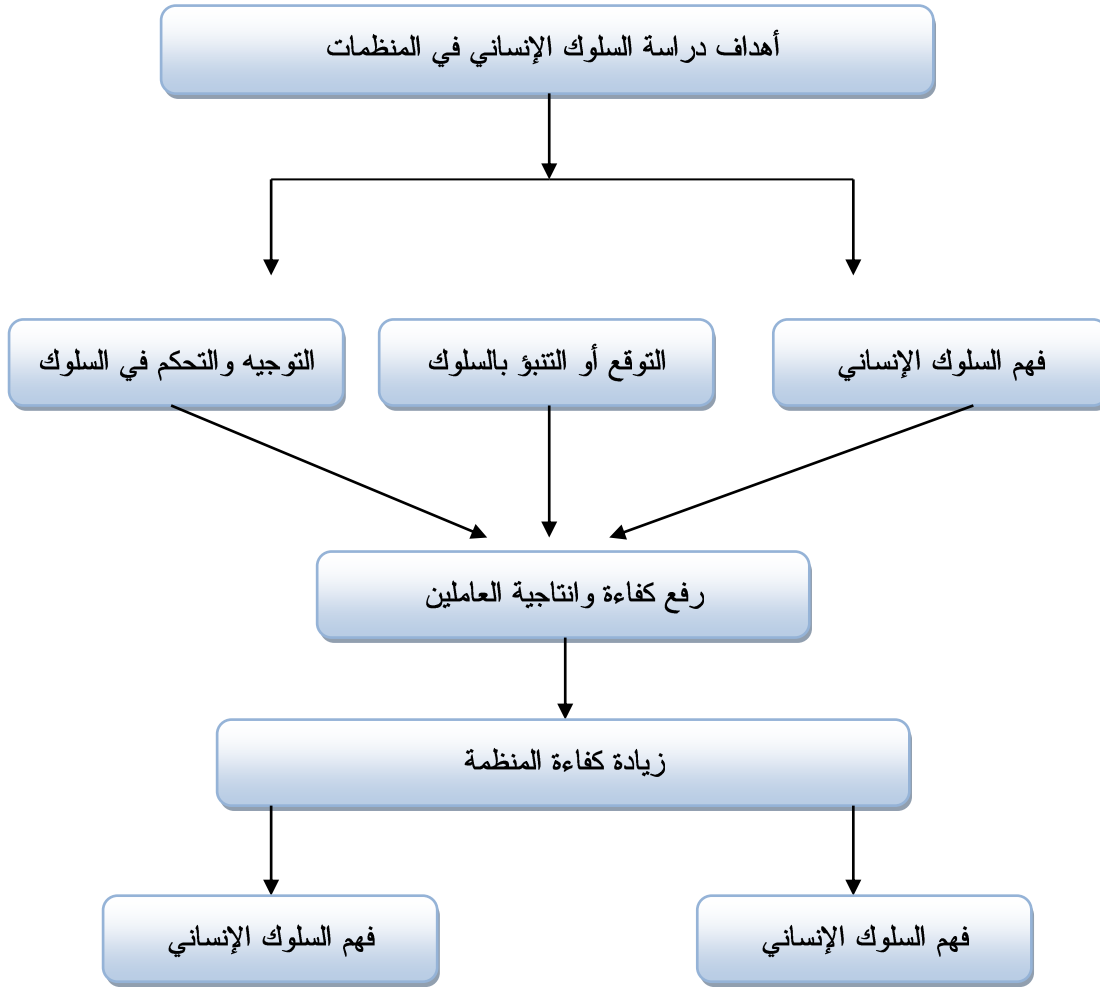 أهداف دراسة السلوك الإنساني في المنظمات
فهم السلوك الإنساني
التوقع أو التنبؤ بالسلوك
التوجيه والتحكم في السلوك
رفع كفاءة وانتاجية العاملين
زيادة كفاءة المنظمة
فهم السلوك الإنساني
فهم السلوك الإنساني